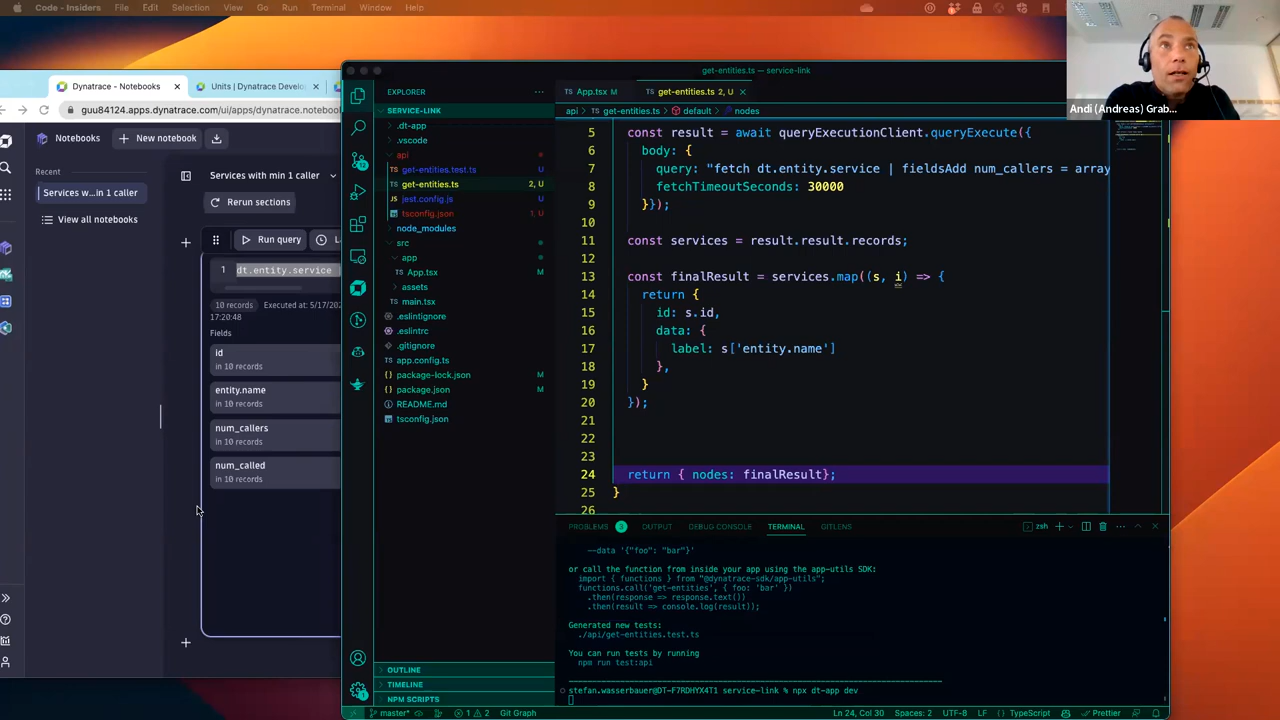 Code - Insiders File Edit Selection View Go Run Terminal Window Help
Andi (Andreas) Grab...
Dynatrace - Notebooks
Units | Dynatrace Develo
guu84124.apps.dynatrace.com/ui/apps/dynatrace.notebool
Notebooks
New notebook
Recent
Services w...in 1 caller
View all notebooks
Services with min 1 caller
Rerun sections
Run query
1 dt.entity.service
10 records Executed at: 5/17/202
17:20:48
Fields
id
in 10 records
entity.name
in 10 records
num_callers
in 10 records
num_called
in 10 records
get-entities.ts — service-link
EXPLORER
SERVICE-LINK
.dt-app
.vscode
api
get-entities.test.ts U
get-entities.ts 2, U
jest.config.js U
tsconfig.json 1, U
node_modules
src
app
App.tsx M
assets
main.tsx
.eslintignore
.eslintrc
.gitignore
app.config.ts
package-lock.json M
package.json M
README.md
tsconfig.json
OUTLINE
TIMELINE
NPM SCRIPTS
App.tsx M
get-entities.ts 2, U
api > get-entities.ts > default > nodes
5 const result = await queryExecutionClient.queryExecute({
6 body: {
7 query: "fetch dt.entity.service | fieldsAdd num_callers = array
8 fetchTimeoutSeconds: 30000
9 }});
10
11 const services = result.result.records;
12
13 const finalResult = services.map((s, i) => {
14 return {
15 id: s.id,
16 data: {
17 label: s['entity.name']
18 },
19 }
20 });
21
22
23
24 return { nodes: finalResult};
25 }
26
PROBLEMS 3 OUTPUT DEBUG CONSOLE TERMINAL GITLENS
zsh
--data '{"foo": "bar"}'
or call the function from inside your app using the app-utils SDK:
import { functions } from "@dynatrace-sdk/app-utils";
functions.call('get-entities', { foo: 'bar' })
.then(response => response.text())
.then(result => console.log(result));
Generated new tests:
./api/get-entities.test.ts
You can run tests by running
npm run test:api
stefan.wasserbauer@DT-F7RDHYX4T1 service-link % npx dt-app dev
master* 1 2 Git Graph
Ln 24, Col 30 Spaces: 2 UTF-8 LF TypeScript Prettier